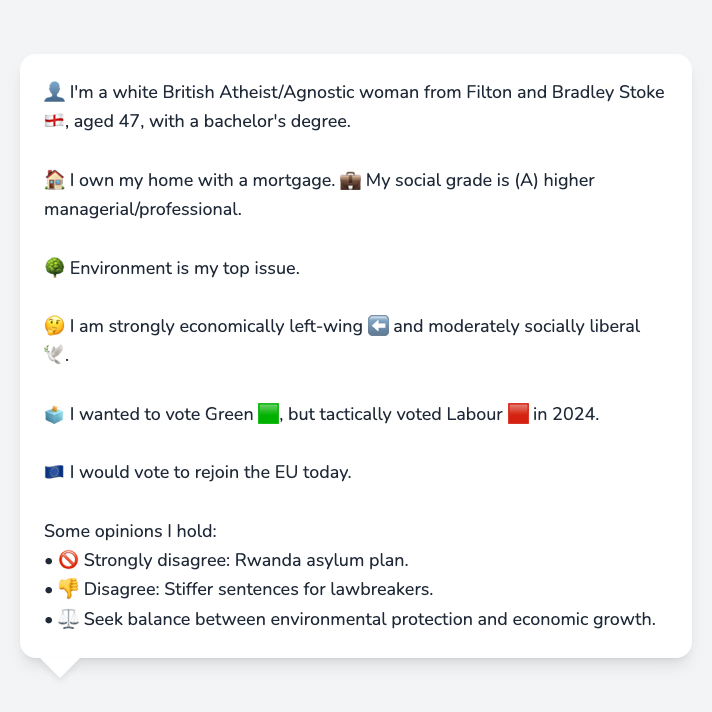 👤 I'm a white British Atheist/Agnostic woman from Filton and Bradley Stoke
🏴󠁧󠁢󠁥󠁮󠁧󠁿, aged 47, with a bachelor's degree.
🏠 I own my home with a mortgage. 💼 My social grade is (A) higher
managerial/professional.
🌳 Environment is my top issue.
🤔 I am strongly economically left-wing ⬅️ and moderately socially liberal
🕊️.
🗳️ I wanted to vote Green 🟩, but tactically voted Labour 🟥 in 2024.
🇪🇺 I would vote to rejoin the EU today.
Some opinions I hold:
• 🚫 Strongly disagree: Rwanda asylum plan.
• 👎 Disagree: Stiffer sentences for lawbreakers.
• ⚖️ Seek balance between environmental protection and economic growth.